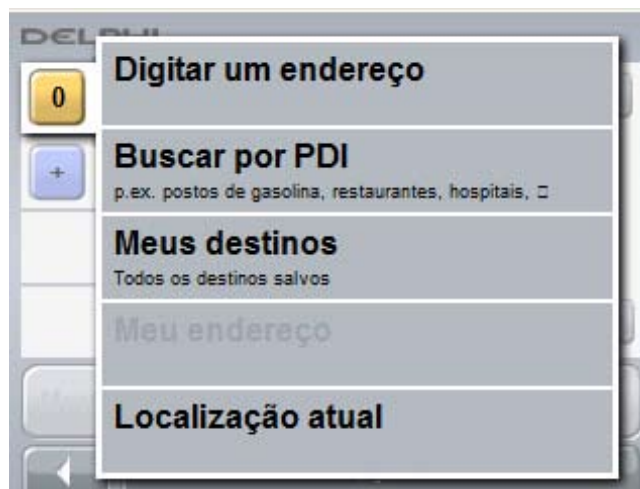 DELPHI
0
Digitar um endereço
+
Buscar por PDI
p.ex. postos de gasolina, restaurantes, hospitais, □
Meus destinos
Todos os destinos salvos
Meu endereço
Localização atual